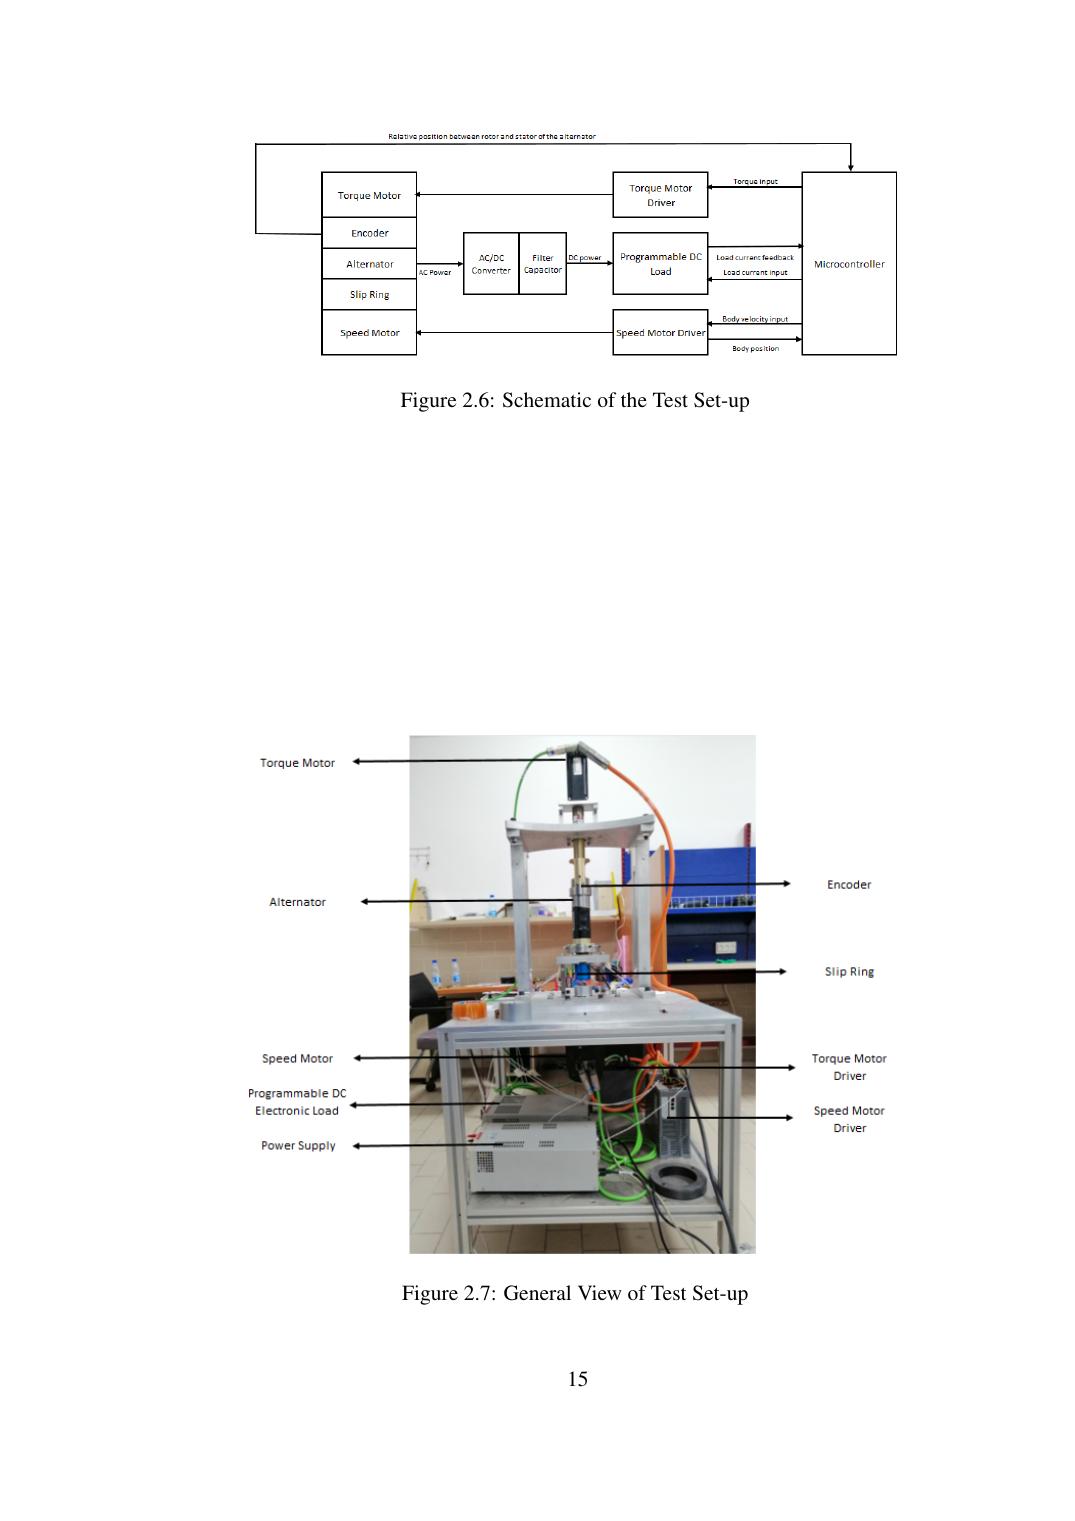 Relative position between rotor and stator of the alternator
Torque Motor
Encoder
Alternator
Slip Ring
Speed Motor
AC Power
AC/DC
Converter
Filter
Capacitor
DC power
Torque Motor
Driver
Programmable DC
Load
Speed Motor Driver
Torque input
Load current feedback
Load current input
Body velocity input
Body position
Microcontroller
Figure 2.6: Schematic of the Test Set-up
Torque Motor
Encoder
Alternator
Slip Ring
Speed Motor
Torque Motor
Driver
Programmable DC
Electronic Load
Speed Motor
Driver
Power Supply
Figure 2.7: General View of Test Set-up
15